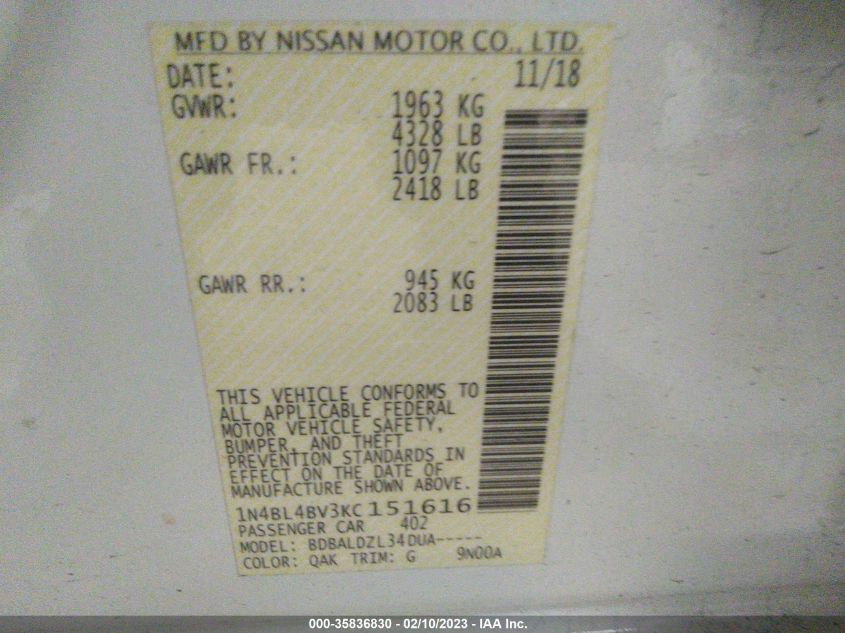 MFD BY NISSAN MOTOR CO., LTD.
DATE: 11/18
GVWR: 1963 KG
4328 LB
GAWR FR.: 1097 KG
2418 LB
GAWR RR.: 945 KG
2083 LB
THIS VEHICLE CONFORMS TO
ALL APPLICABLE FEDERAL
MOTOR VEHICLE SAFETY,
BUMPER, AND THEFT
PREVENTION STANDARDS IN
EFFECT ON THE DATE OF
MANUFACTURE SHOWN ABOVE.
1N4BL4BV3KC151616
PASSENGER CAR 402
MODEL: BDBALDZL34DUA-----
COLOR: QAK TRIM: G 9N00A
000-35836830 - 02/10/2023 - IAA Inc.